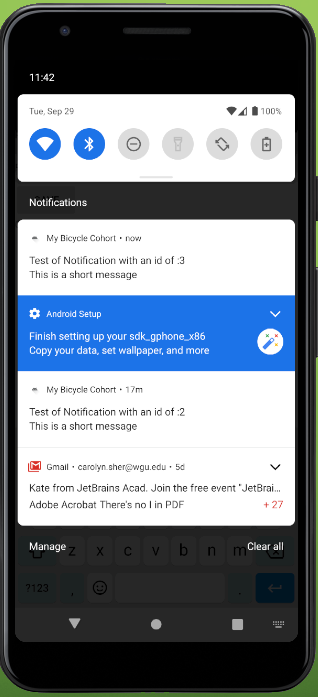 11:42
Tue, Sep 29
100%
Notifications
My Bicycle Cohort • now
Test of Notification with an id of :3
This is a short message
Android Setup
Finish setting up your sdk_gphone_x86
Copy your data, set wallpaper, and more
My Bicycle Cohort • 17m
Test of Notification with an id of :2
This is a short message
Gmail • carolyn.sher@wgu.edu • 5d
Kate from JetBrains Acad. Join the free event "JetBrai...
Adobe Acrobat There's no I in PDF
+ 27
Manage
Clear all
z x c v b n m
?123 , .